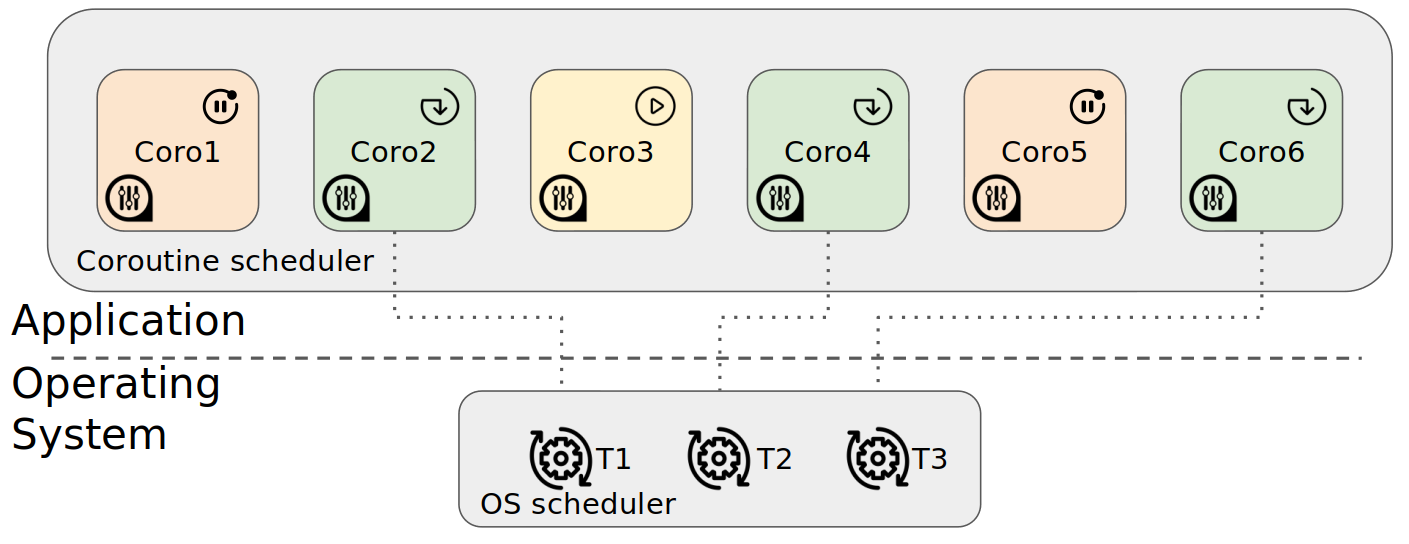 Coro1
Coro2
Coro3
Coro4
Coro5
Coro6
Coroutine scheduler
Application
Operating
System
T1
T2
T3
OS scheduler